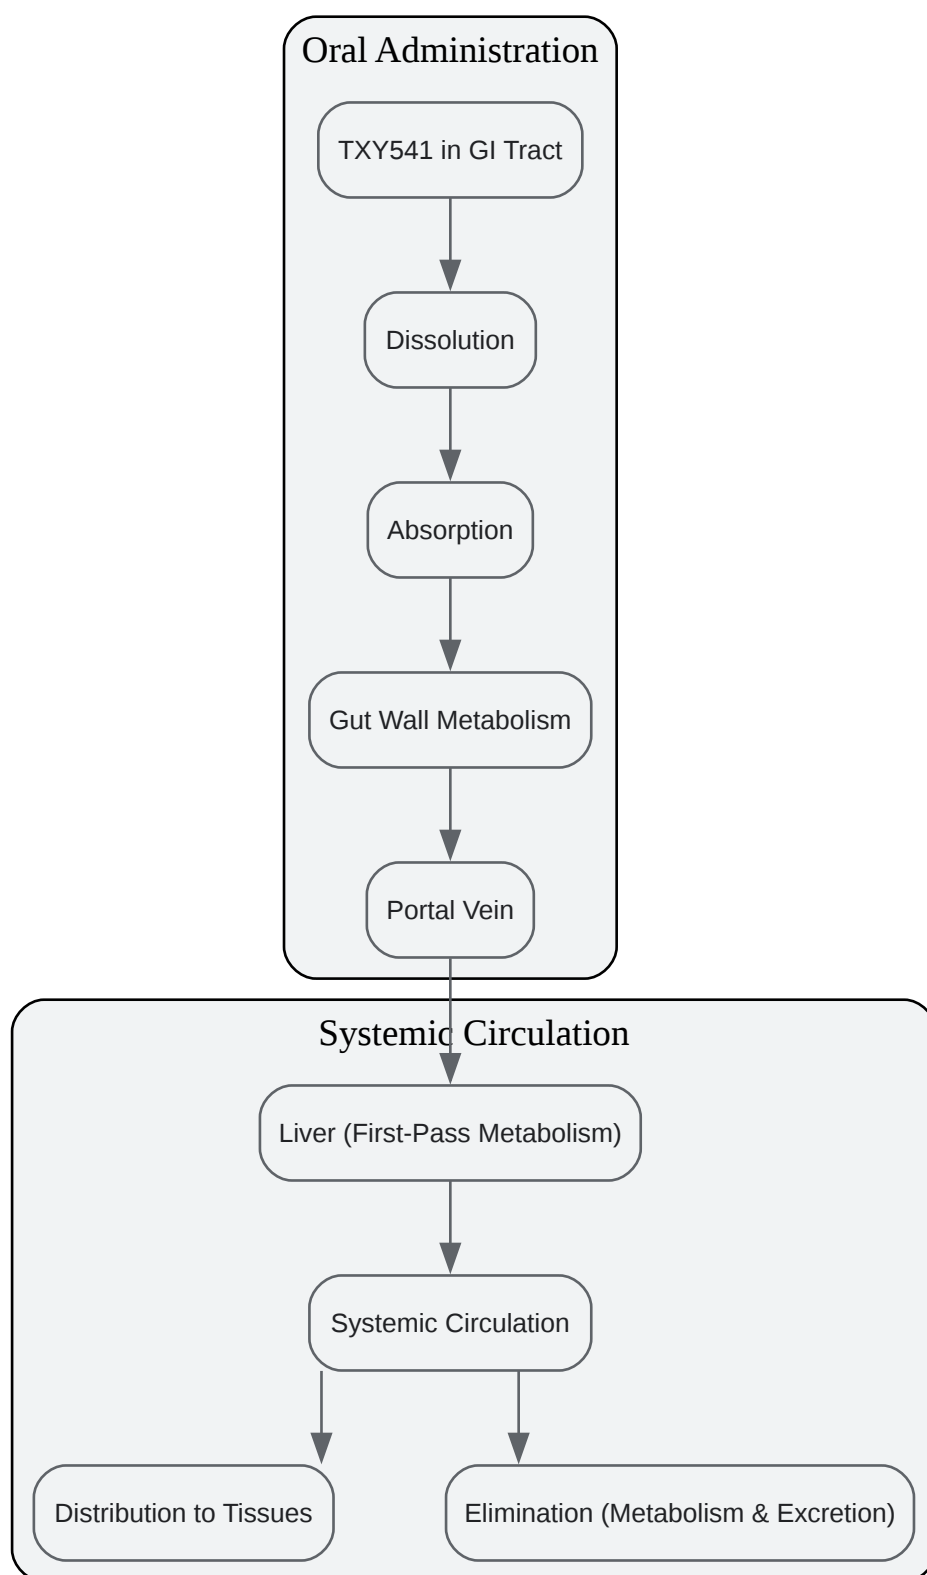 Oral Administration
TXY541 in GI Tract
Dissolution
Absorption
Gut Wall Metabolism
Portal Vein
Systemic Circulation
Liver (First-Pass Metabolism)
Systemic Circulation
Distribution to Tissues
Elimination (Metabolism & Excretion)